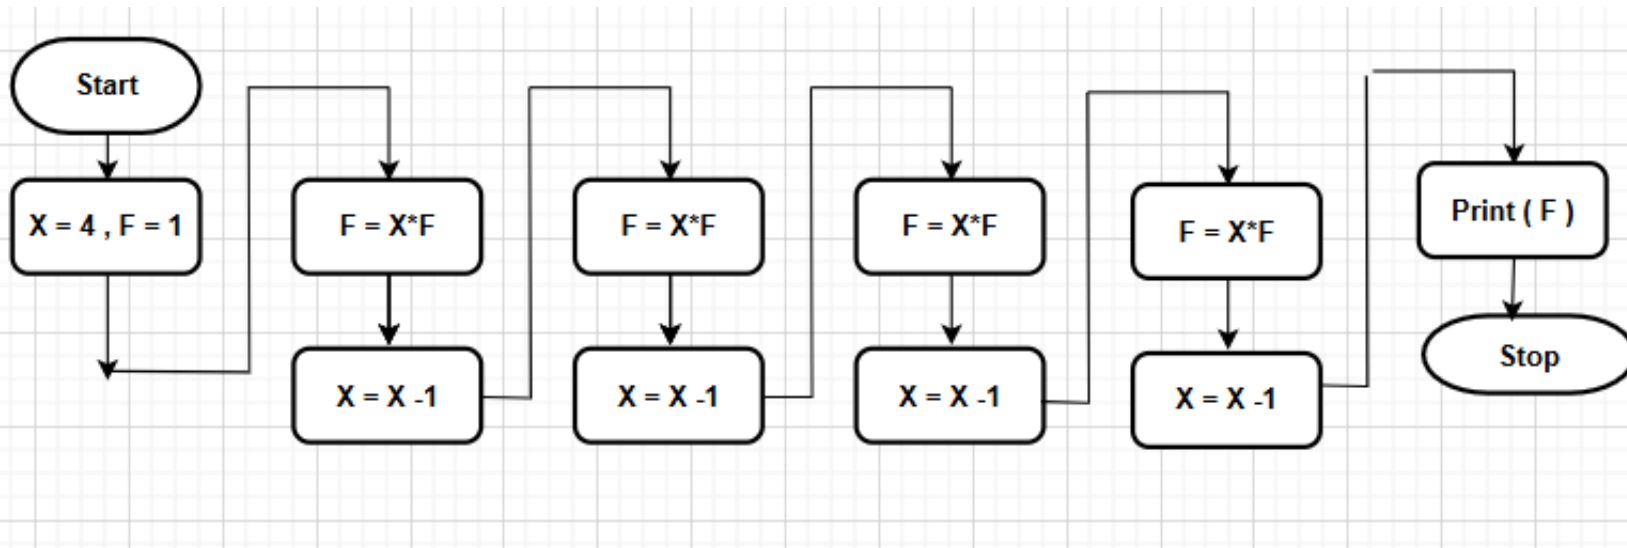 Start
X = 4 , F = 1
F = X*F
X = X -1
F = X*F
X = X -1
F = X*F
X = X -1
F = X*F
X = X -1
Print ( F )
Stop